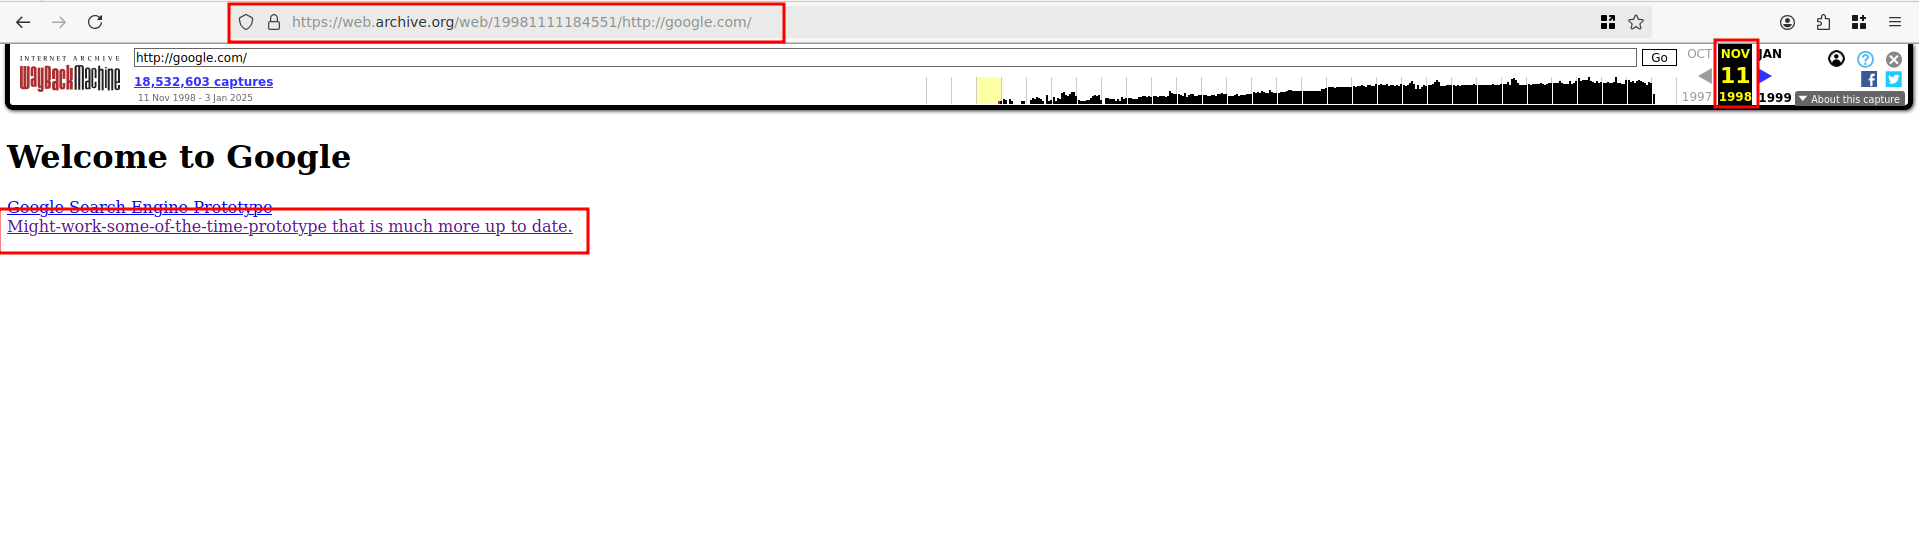 https://web.archive.org/web/19981111184551/http://google.com/
INTERNET ARCHIVE
WayBackMachine
http://google.com/
Go
18,532,603 captures
11 Nov 1998 - 3 Jan 2025
OCT NOV JAN
11
1997 1998 1999
f
?
About this capture
Welcome to Google
Google Search Engine Prototype
Might-work-some-of-the-time-prototype that is much more up to date.